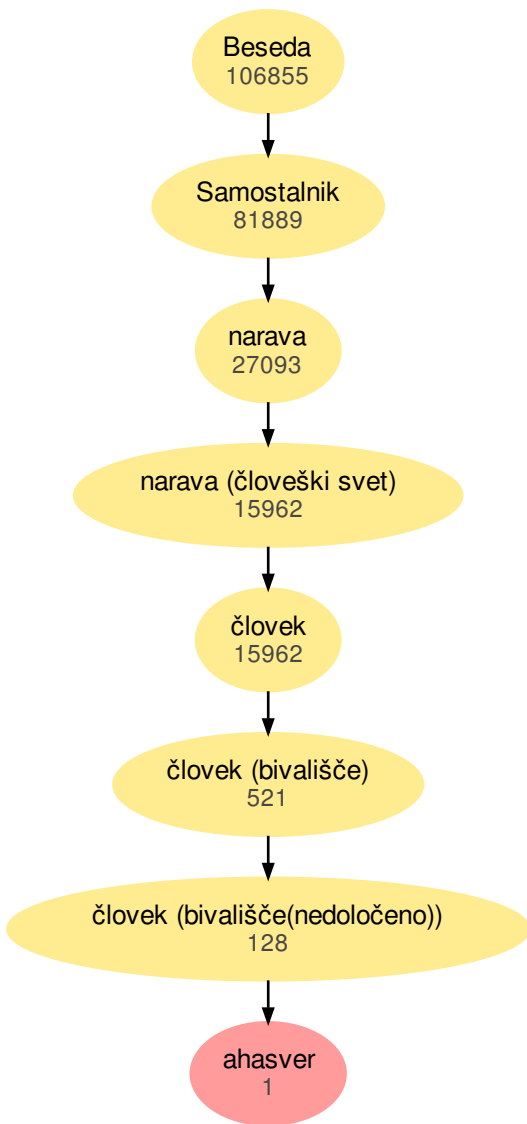 Beseda
106855
Samostalnik
81889
narava
27093
narava (človeški svet)
15962
človek
15962
človek (bivališče)
521
človek (bivališče(nedoločeno))
128
ahasver
1